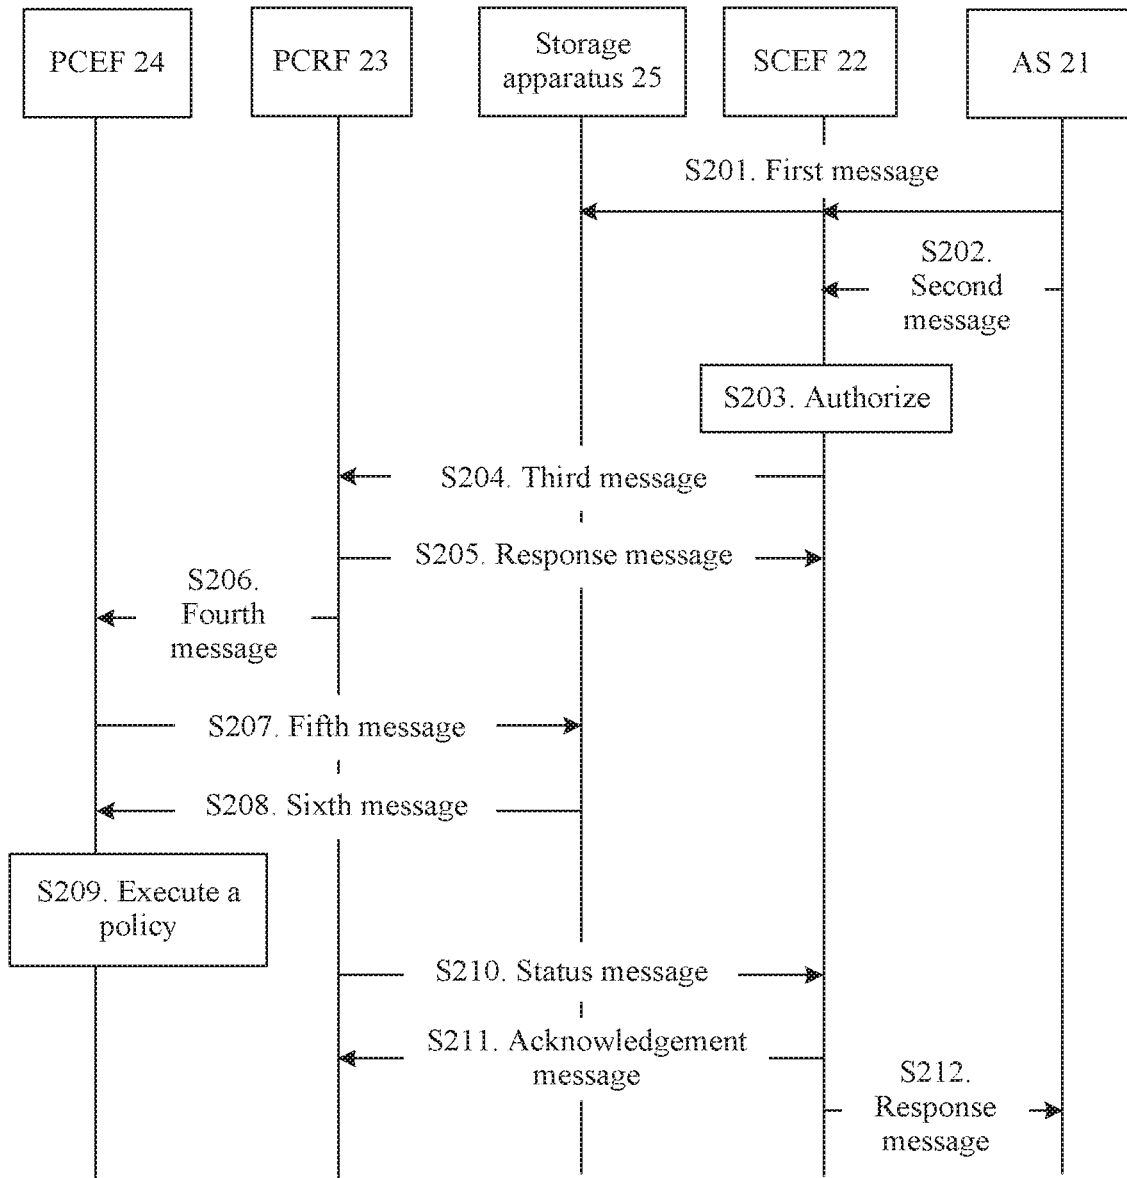 PCEF 24
PCRF 23
Storage
apparatus 25
SCEF 22
AS 21
S201. First message
S202.
Second
message
S203. Authorize
S204. Third message
S205. Response message
S206.
Fourth
message
S207. Fifth message
S208. Sixth message
S209. Execute a
policy
S210. Status message
S211. Acknowledgement
message
S212.
Response
message